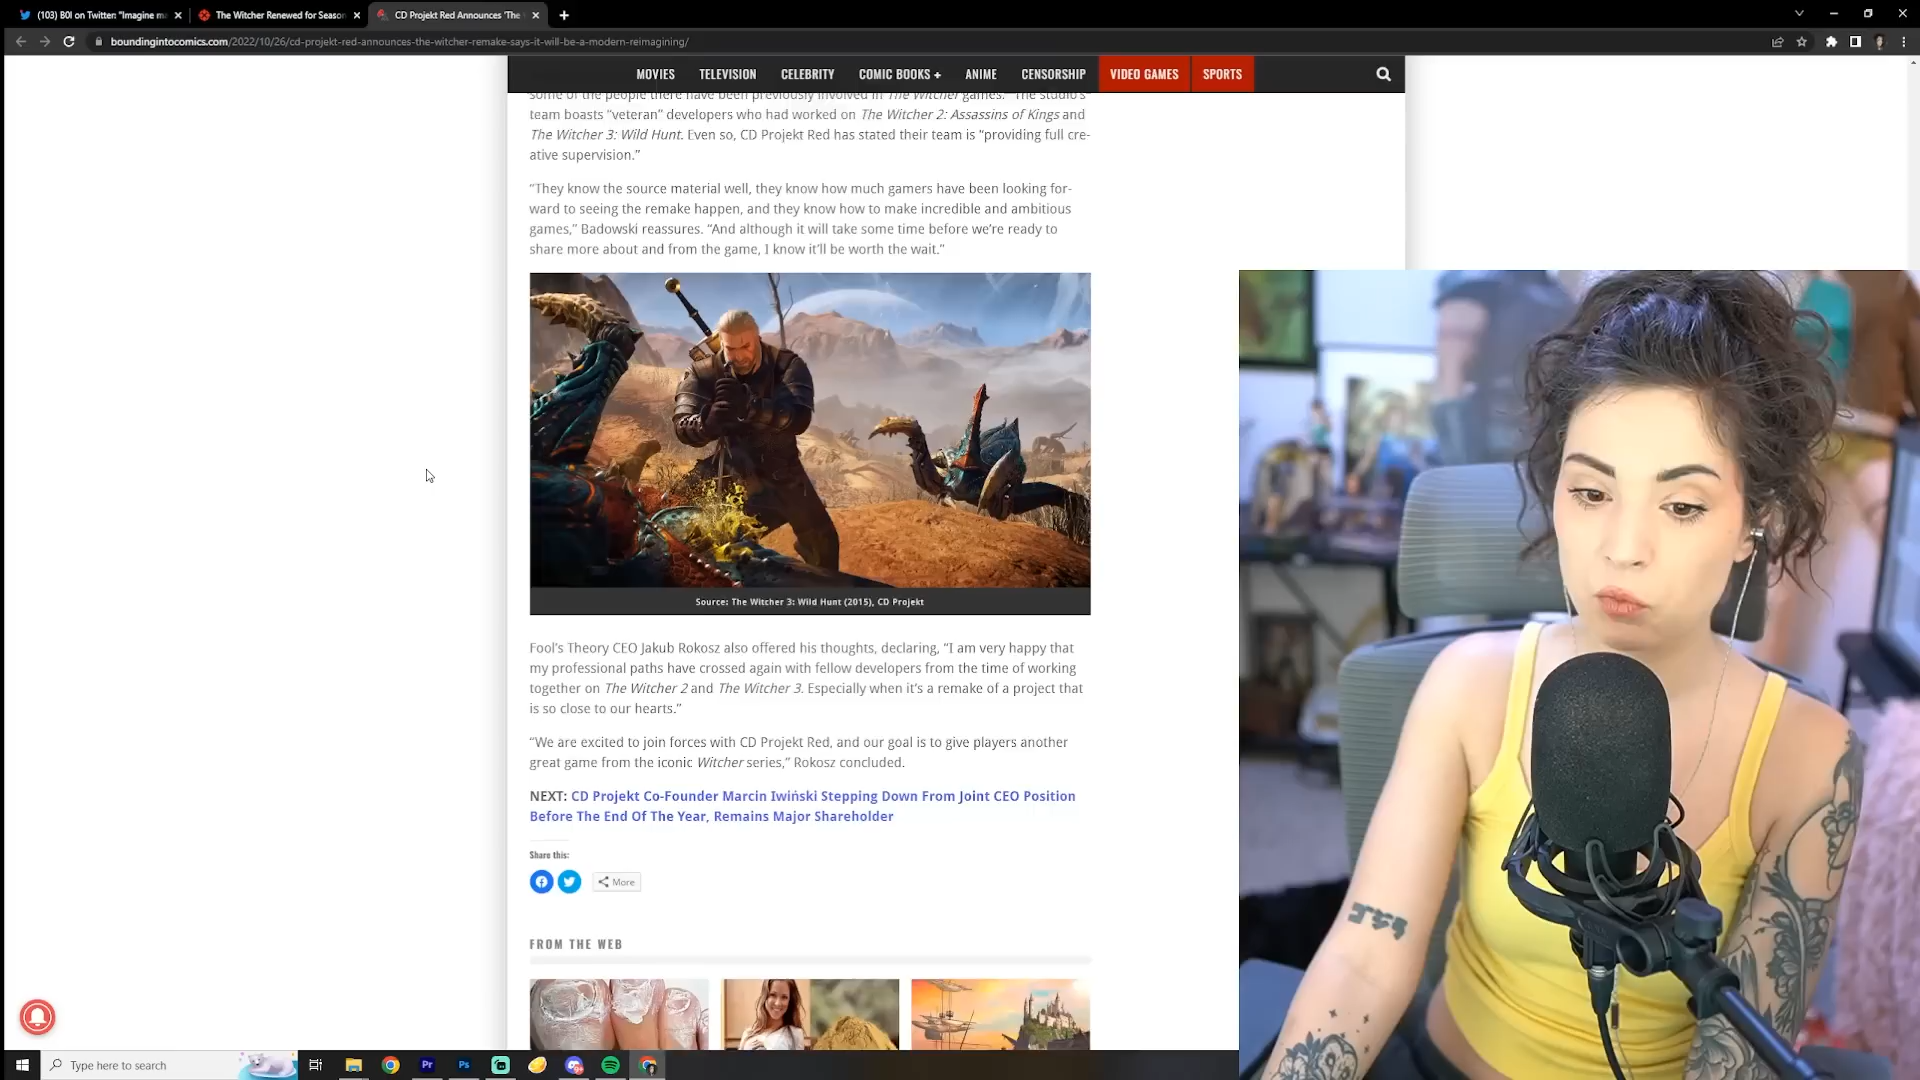 (103) B0I on Twitter: "Imagine m
The Witcher Renewed for Season
CD Projekt Red Announces 'The
boundingintocomics.com/2022/10/26/cd-projekt-red-announces-the-witcher-remake-says-it-will-be-a-modern-reimagining/
MOVIES TELEVISION CELEBRITY COMIC BOOKS + ANIME CENSORSHIP VIDEO GAMES SPORTS
some of the people there have been previously involved in The Witcher games." The studio's
team boasts “veteran” developers who had worked on The Witcher 2: Assassins of Kings and
The Witcher 3: Wild Hunt. Even so, CD Projekt Red has stated their team is “providing full cre-
ative supervision.”
“They know the source material well, they know how much gamers have been looking for-
ward to seeing the remake happen, and they know how to make incredible and ambitious
games,” Badowski reassures. “And although it will take some time before we’re ready to
share more about and from the game, I know it’ll be worth the wait.”
Source: The Witcher 3: Wild Hunt (2015), CD Projekt
Fool’s Theory CEO Jakub Rokosz also offered his thoughts, declaring, “I am very happy that
my professional paths have crossed again with fellow developers from the time of working
together on The Witcher 2 and The Witcher 3. Especially when it’s a remake of a project that
is so close to our hearts.”
“We are excited to join forces with CD Projekt Red, and our goal is to give players another
great game from the iconic Witcher series,” Rokosz concluded.
NEXT: CD Projekt Co-Founder Marcin Iwiński Stepping Down From Joint CEO Position
Before The End Of The Year, Remains Major Shareholder
Share this:
More
FROM THE WEB
Type here to search
Pr
Ps